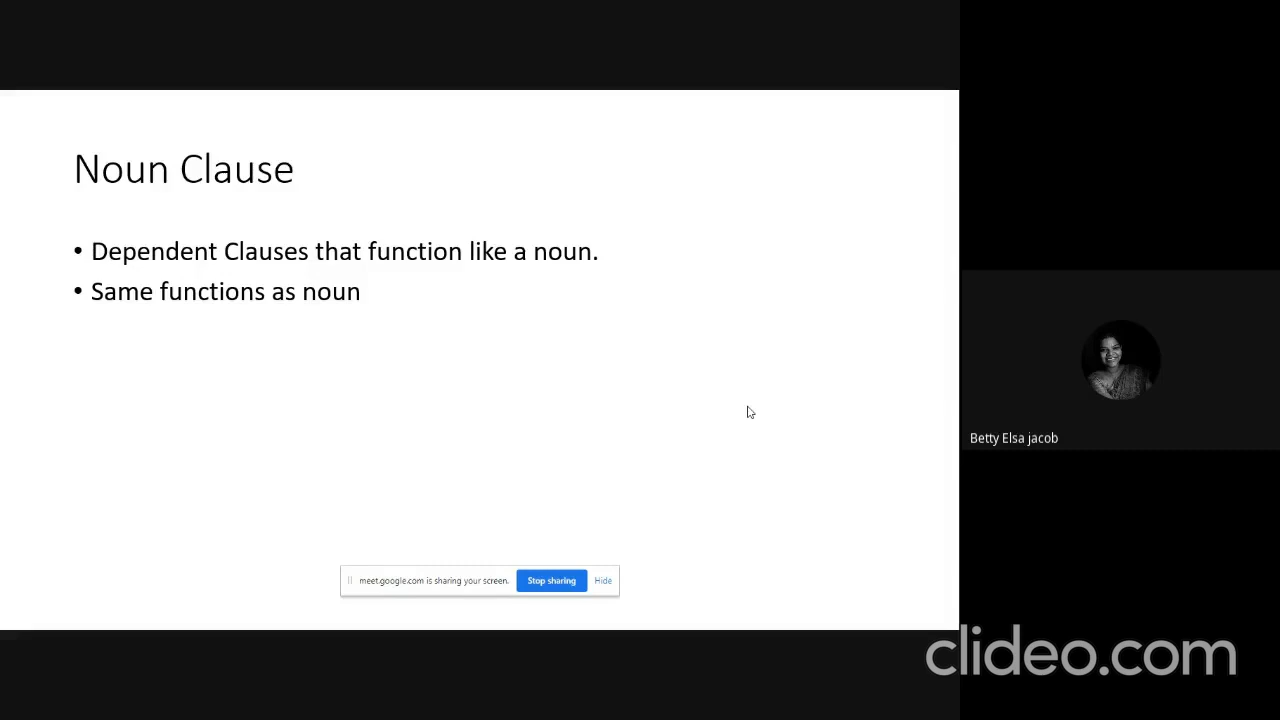 Noun Clause
• Dependent Clauses that function like a noun.
• Same functions as noun
Betty Elsa jacob
meet.google.com is sharing your screen. Stop sharing Hide
clideo.com